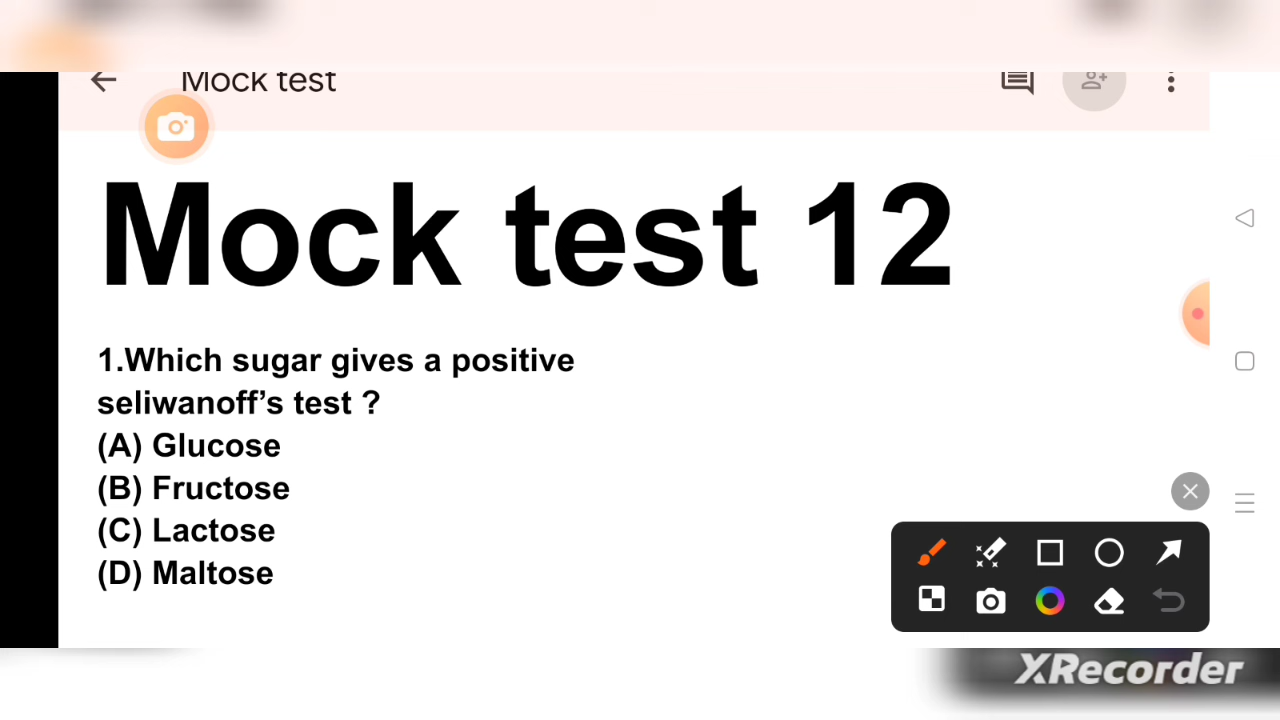 Mock test
Mock test 12
1.Which sugar gives a positive
seliwanoff’s test ?
(A) Glucose
(B) Fructose
(C) Lactose
(D) Maltose
XRecorder